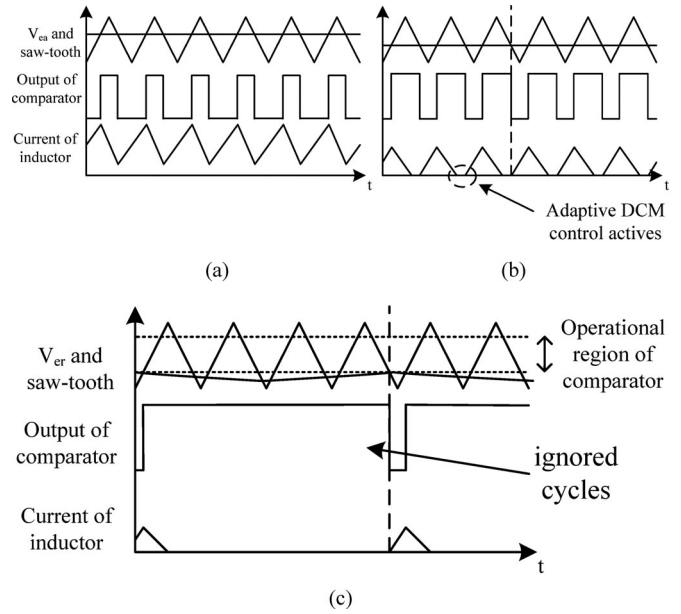 V_ea and
saw-tooth
Output of
comparator
Current of
inductor
t
(a)
t
Adaptive DCM
control actives
(b)
V_er and
saw-tooth
Output of
comparator
Current of
inductor
Operational
region of
comparator
ignored
cycles
t
(c)